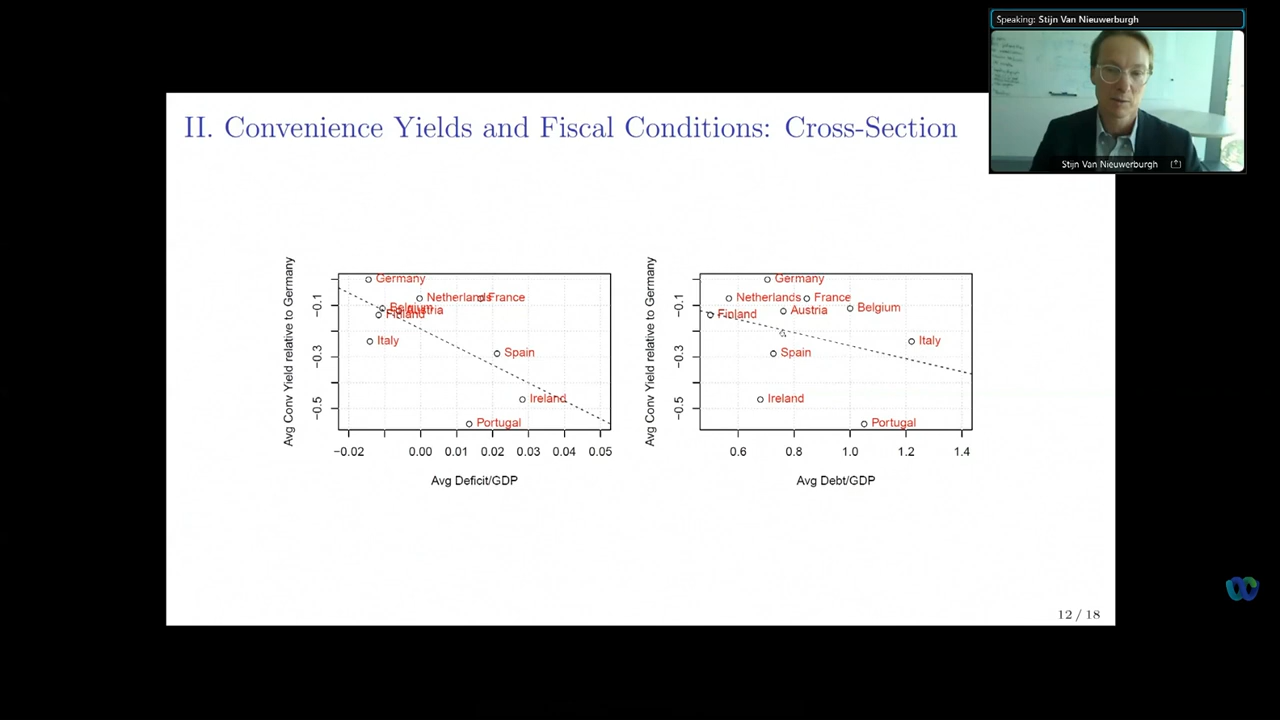 Speaking: Stijn Van Nieuwerburgh
Stijn Van Nieuwerburgh
II. Convenience Yields and Fiscal Conditions: Cross-Section
Avg Conv Yield relative to Germany
−0.1
−0.3
−0.5
Germany
Netherlands
France
Belgium
Austria
Finland
Italy
Spain
Ireland
Portugal
−0.02 0.00 0.01 0.02 0.03 0.04 0.05
Avg Deficit/GDP
Avg Conv Yield relative to Germany
−0.1
−0.3
−0.5
Germany
Netherlands
France
Belgium
Austria
Finland
Italy
Spain
Ireland
Portugal
0.6 0.8 1.0 1.2 1.4
Avg Debt/GDP
12 / 18